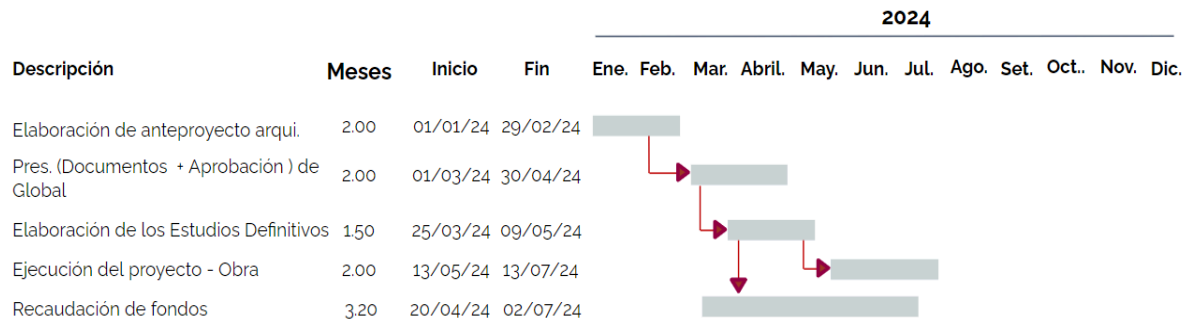 2024
Descripción Meses Inicio Fin Ene. Feb. Mar. Abril. May. Jun. Jul. Ago. Set. Oct.. Nov. Dic.
Elaboración de anteproyecto arqui. 2.00 01/01/24 29/02/24
Pres. (Documentos + Aprobación ) de
Global 2.00 01/03/24 30/04/24
Elaboración de los Estudios Definitivos 1.50 25/03/24 09/05/24
Ejecución del proyecto - Obra 2.00 13/05/24 13/07/24
Recaudación de fondos 3.20 20/04/24 02/07/24